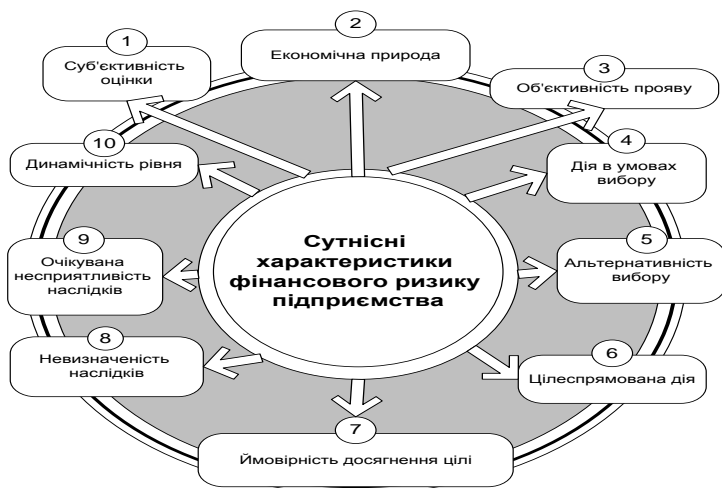 1
Суб'єктивність
оцінки
2
Економічна природа
3
Об'єктивність прояву
4
Дія в умовах
вибору
5
Альтернативність
вибору
6
Цілеспрямована дія
7
Ймовірність досягнення цілі
8
Невизначеність
наслідків
9
Очікувана
несприятливість
наслідків
10
Динамічність рівня
Сутнісні
характеристики
фінансового ризику
підприємства